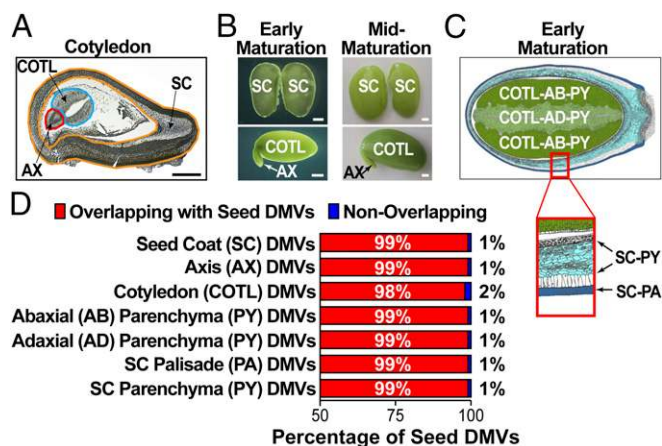 A
Cotyledon
COTL
SC
AX
B
Early Maturation
Mid-Maturation
SC SC
SC SC
COTL
AX
COTL
AX
C
Early Maturation
COTL-AB-PY
COTL-AD-PY
COTL-AB-PY
SC-PY
SC-PA
D
Overlapping with Seed DMVs Non-Overlapping
Seed Coat (SC) DMVs 99% 1%
Axis (AX) DMVs 99% 1%
Cotyledon (COTL) DMVs 98% 2%
Abaxial (AB) Parenchyma (PY) DMVs 99% 1%
Adaxial (AD) Parenchyma (PY) DMVs 99% 1%
SC Palisade (PA) DMVs 99% 1%
SC Parenchyma (PY) DMVs 99% 1%
50 75 100
Percentage of Seed DMVs